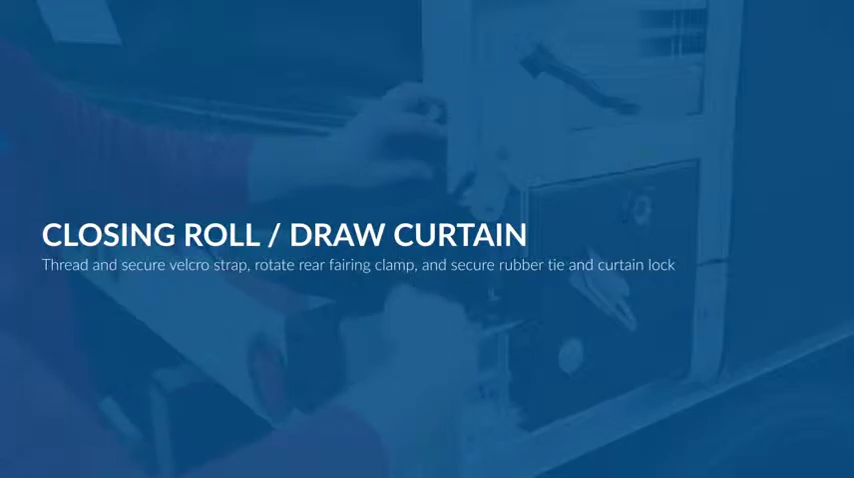 CLOSING ROLL / DRAW CURTAIN
Thread and secure velcro strap, rotate rear fairing clamp, and secure rubber tie and curtain lock